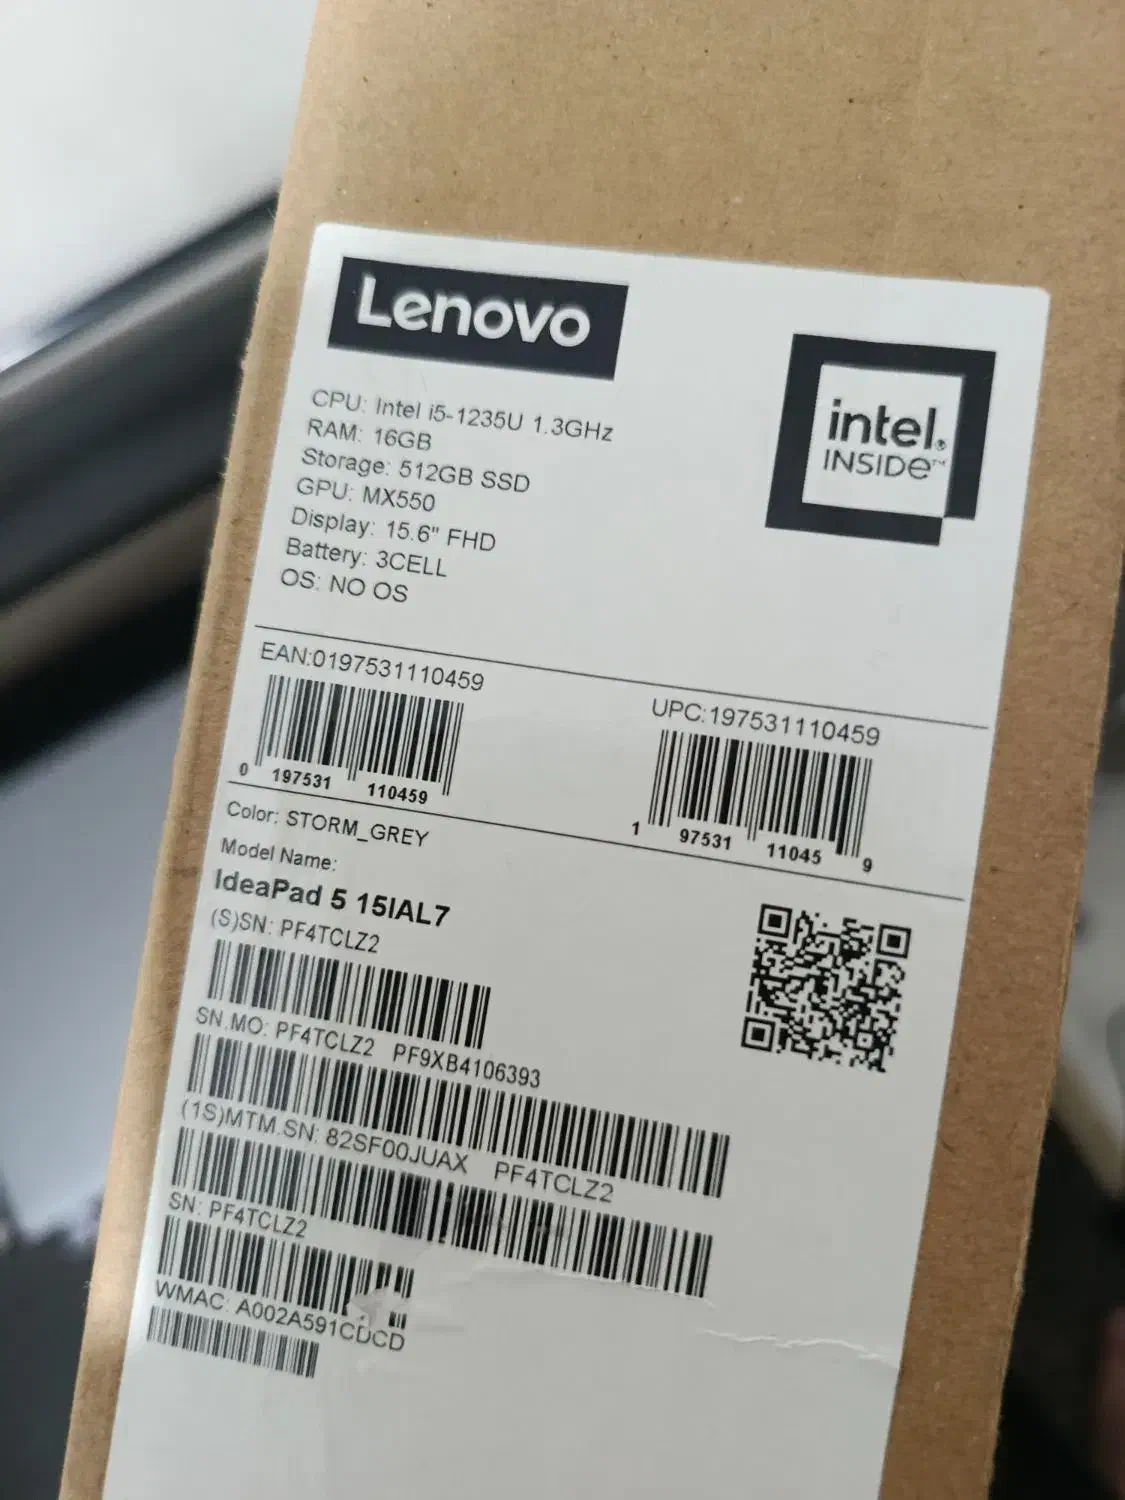 Lenovo
intel®
INSIDE™
CPU: Intel i5-1235U 1.3GHz
RAM: 16GB
Storage: 512GB SSD
GPU: MX550
Display: 15.6" FHD
Battery: 3CELL
OS: NO OS
EAN:0197531110459
0 197531 110459
UPC:197531110459
1 97531 11045 9
Color: STORM_GREY
Model Name:
IdeaPad 5 15IAL7
(S)SN: PF4TCLZ2
SN.MO: PF4TCLZ2 PF9XB4106393
(1S)MTM.SN: 82SF00JUAX PF4TCLZ2
SN: PF4TCLZ2
WMAC: A002A591CDCD